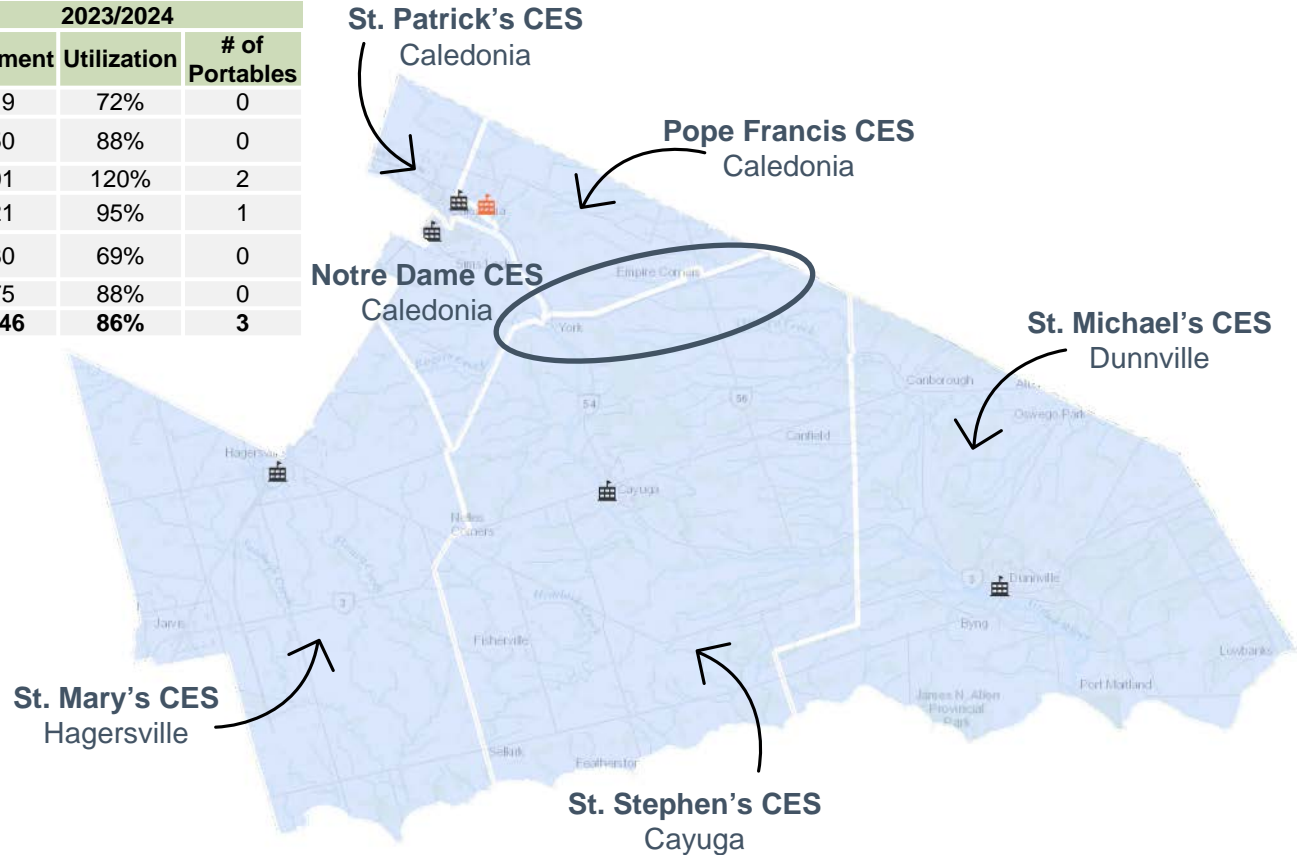 2023/2024
ment Utilization # of Portables
9 72% 0
0 88% 0
1 120% 2
21 95% 1
0 69% 0
75 88% 0
46 86% 3
St. Patrick's CES
Caledonia
Pope Francis CES
Caledonia
Notre Dame CES
Caledonia
Empire Corners
York
St. Michael's CES
Dunnville
Canborough
Oswego Park
54
56
Canfield
Hagersville
Cayuga
Nelles
Corners
3
3
Dunnville
Jarvis
Fisherville
Byng
Lowbanks
St. Mary's CES
Hagersville
James N. Allen
Provincial
Park
Port Maitland
Selkirk
Featherston
St. Stephen's CES
Cayuga